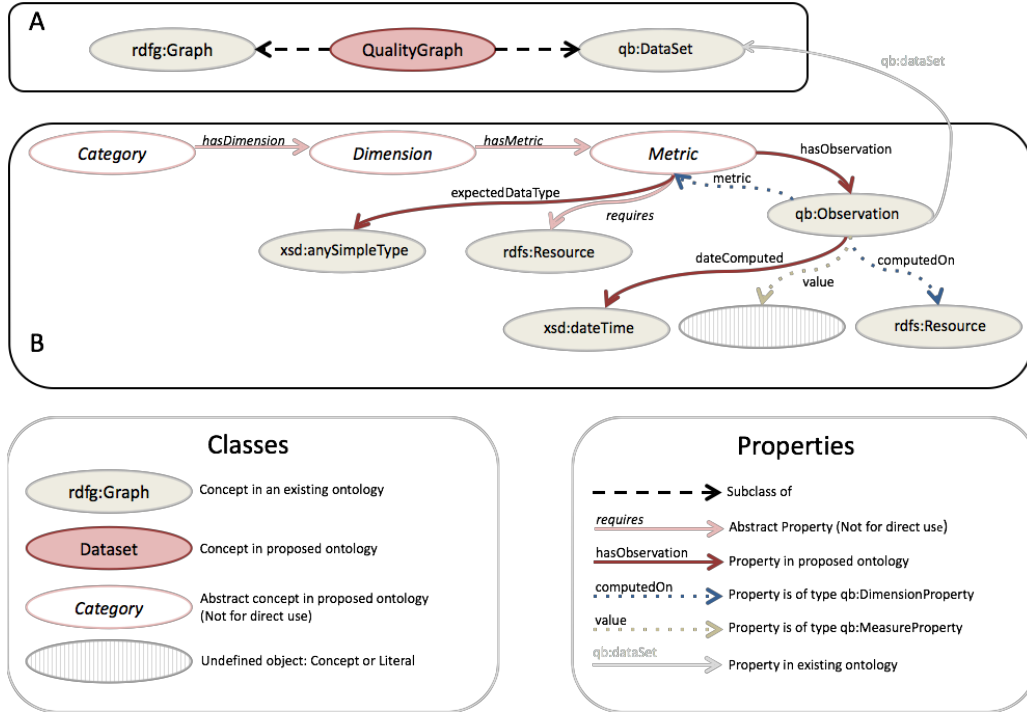 A
rdfg:Graph
QualityGraph
qb:DataSet
qb:dataSet
Category
hasDimension
Dimension
hasMetric
Metric
hasObservation
metric
expectedDataType
requires
qb:Observation
xsd:anySimpleType
rdfs:Resource
dateComputed
computedOn
value
xsd:dateTime
rdfs:Resource
B
Classes
rdfg:Graph
Concept in an existing ontology
Dataset
Concept in proposed ontology
Category
Abstract concept in proposed ontology
(Not for direct use)
Undefined object: Concept or Literal
Properties
Subclass of
requires
Abstract Property (Not for direct use)
hasObservation
Property in proposed ontology
computedOn
Property is of type qb:DimensionProperty
value
Property is of type qb:MeasureProperty
qb:dataSet
Property in existing ontology